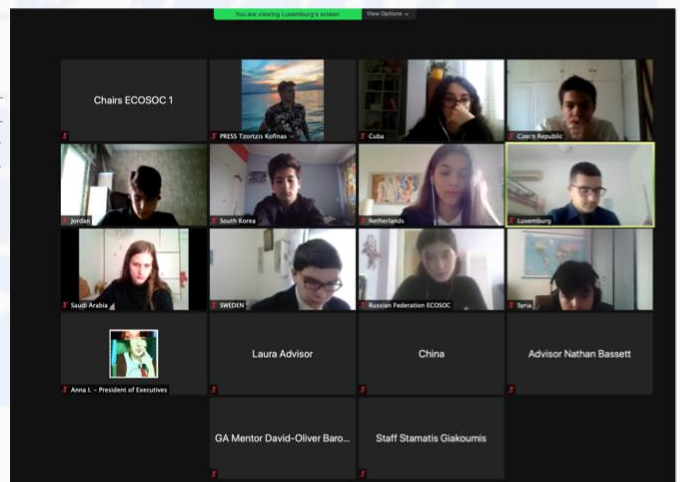 You are viewing Luxemburg's screen
View Options
Chairs ECOSOC 1
PRESS Tzortzis Kofinas
Cuba
Czech Republic
Jordan
South Korea
Netherlands
Luxemburg
Saudi Arabia
SWEDEN
Russian Federation ECOSOC
Syria
Anna I. – President of Executives
Laura Advisor
China
Advisor Nathan Bassett
GA Mentor David-Oliver Baro...
Staff Stamatis Giakoumis